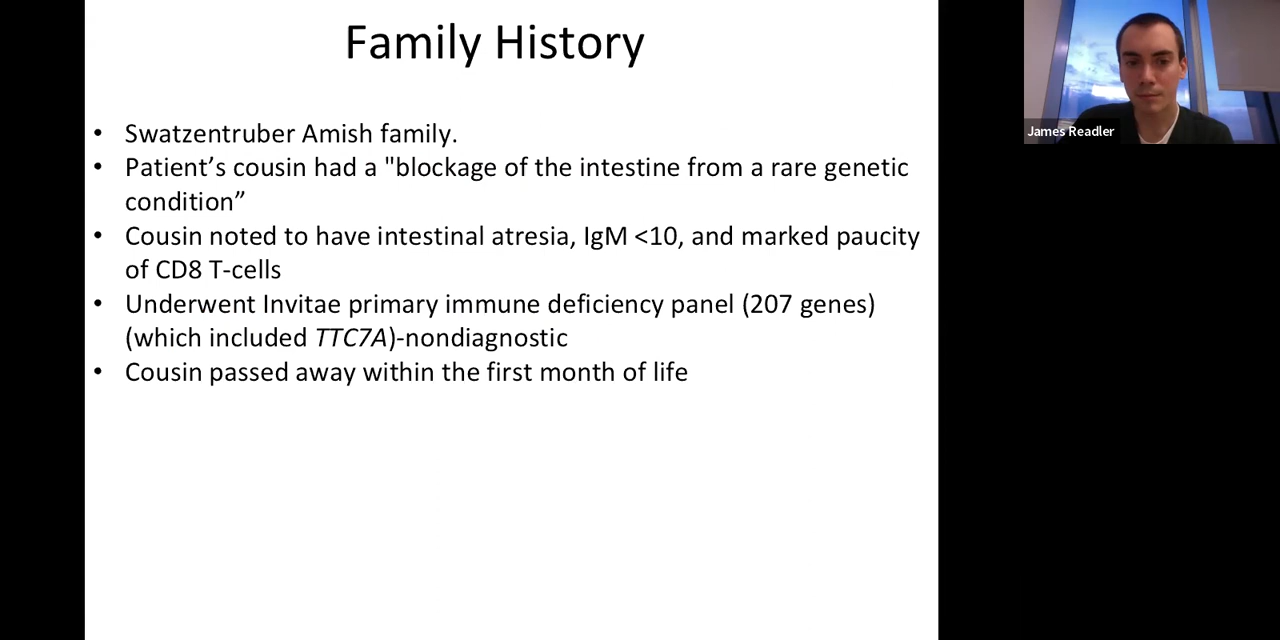 Family History
• Swatzentruber Amish family.
• Patient’s cousin had a "blockage of the intestine from a rare genetic
condition”
• Cousin noted to have intestinal atresia, IgM <10, and marked paucity
of CD8 T-cells
• Underwent Invitae primary immune deficiency panel (207 genes)
(which included TTC7A)-nondiagnostic
• Cousin passed away within the first month of life
James Readler